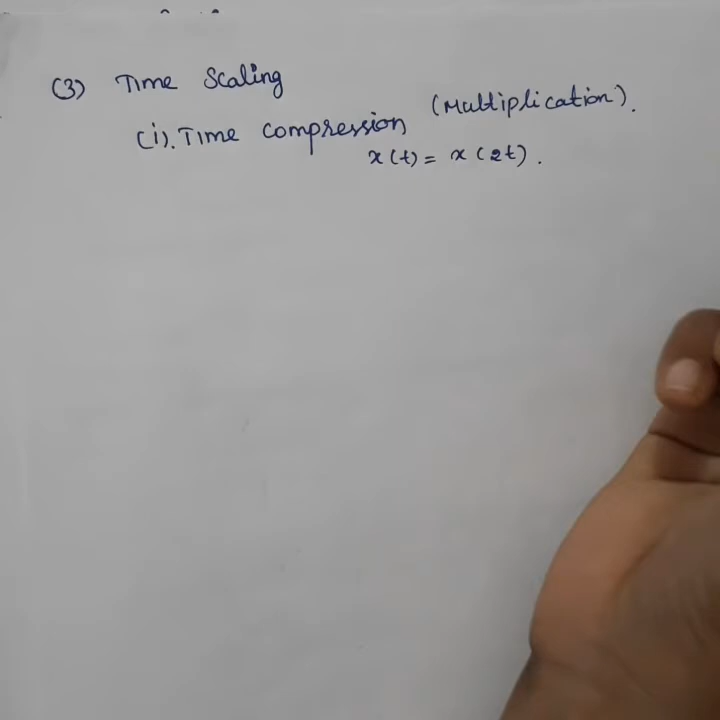 (3) Time Scaling
(i). Time compression (Multiplication).
x(t) = x(2t).